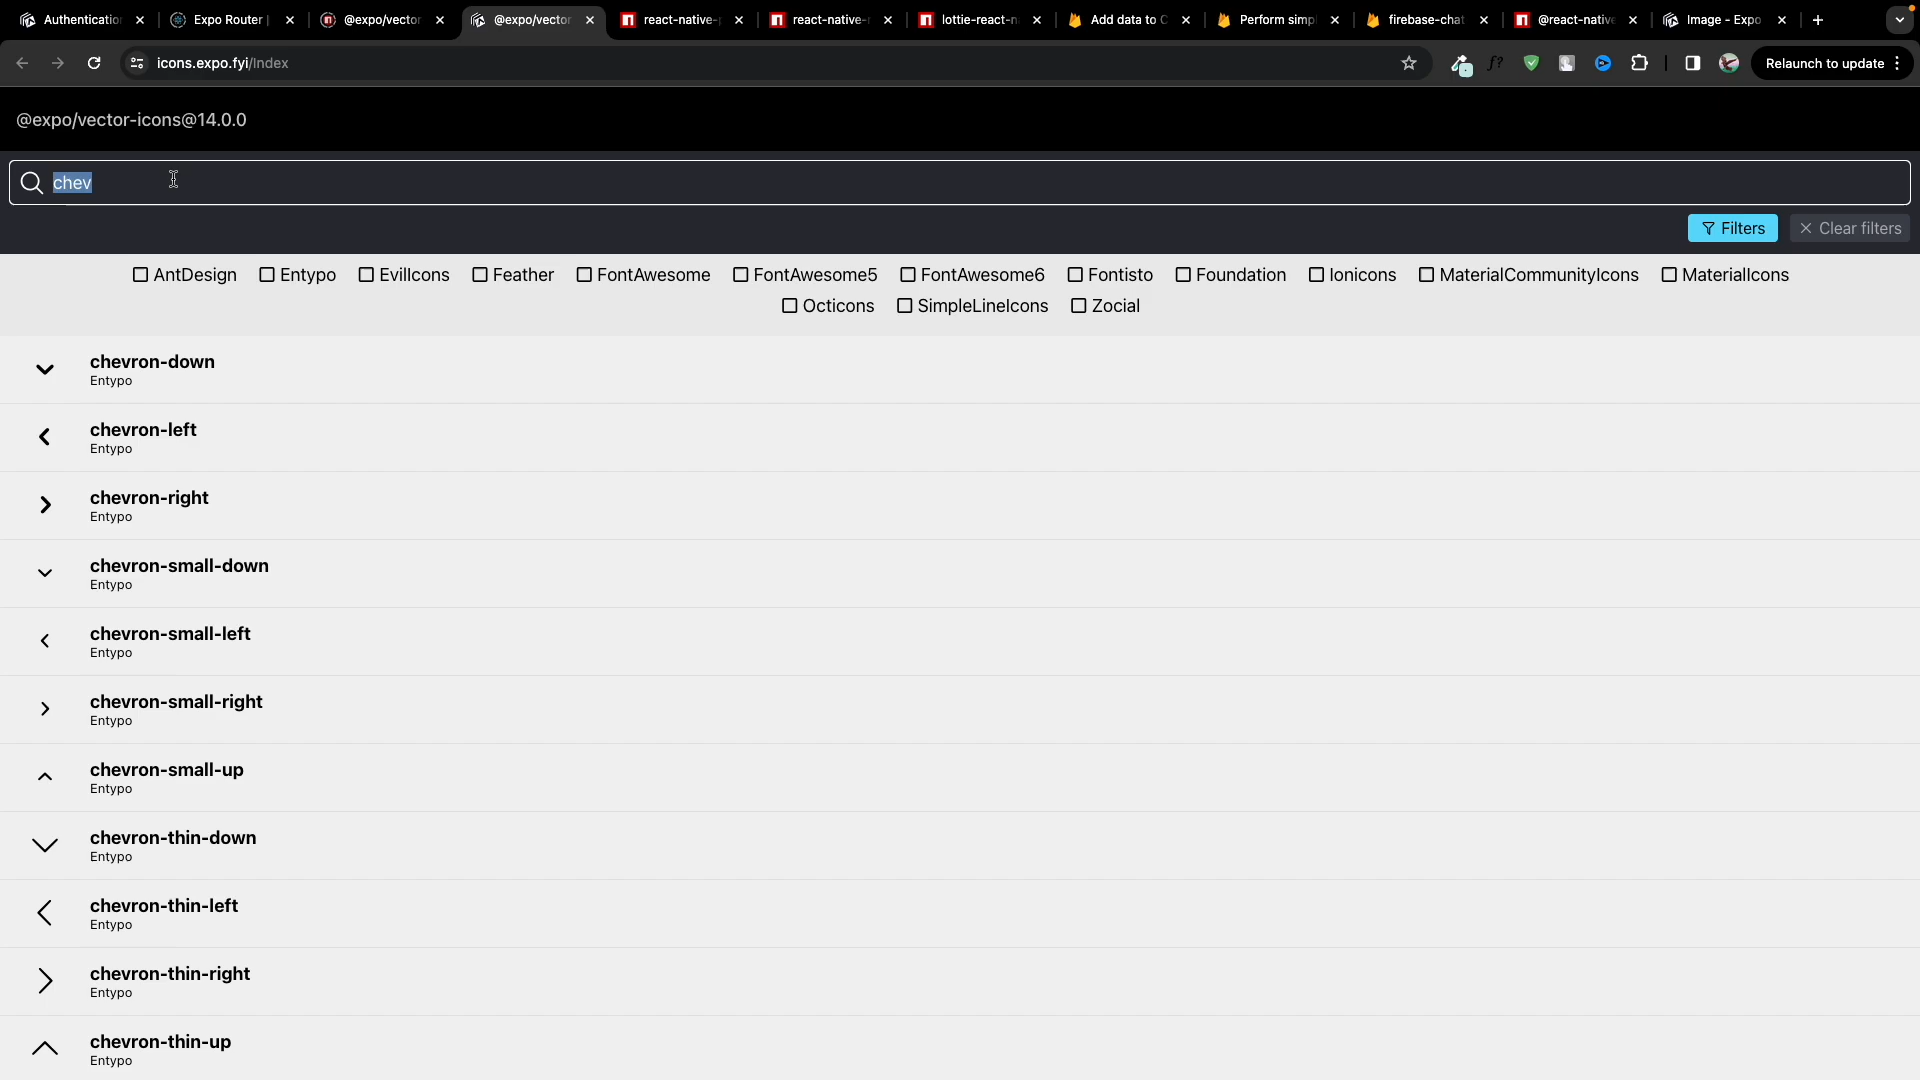 Authentication Expo Router | @expo/vector @expo/vector react-native- react-native- lottie-react-n Add data to C Perform simpl firebase-chat @react-native Image - Expo
icons.expo.fyi/Index Relaunch to update
@expo/vector-icons@14.0.0
chev
Filters Clear filters
AntDesign Entypo EvilIcons Feather FontAwesome FontAwesome5 FontAwesome6 Fontisto Foundation Ionicons MaterialCommunityIcons MaterialIcons
Octicons SimpleLineIcons Zocial
chevron-down
Entypo
chevron-left
Entypo
chevron-right
Entypo
chevron-small-down
Entypo
chevron-small-left
Entypo
chevron-small-right
Entypo
chevron-small-up
Entypo
chevron-thin-down
Entypo
chevron-thin-left
Entypo
chevron-thin-right
Entypo
chevron-thin-up
Entypo